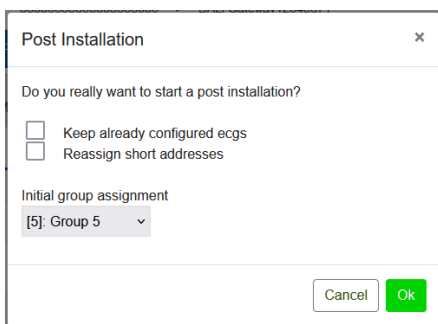 Post Installation ×
Do you really want to start a post installation?
Keep already configured ecgs
Reassign short addresses
Initial group assignment
[5]: Group 5
Cancel Ok